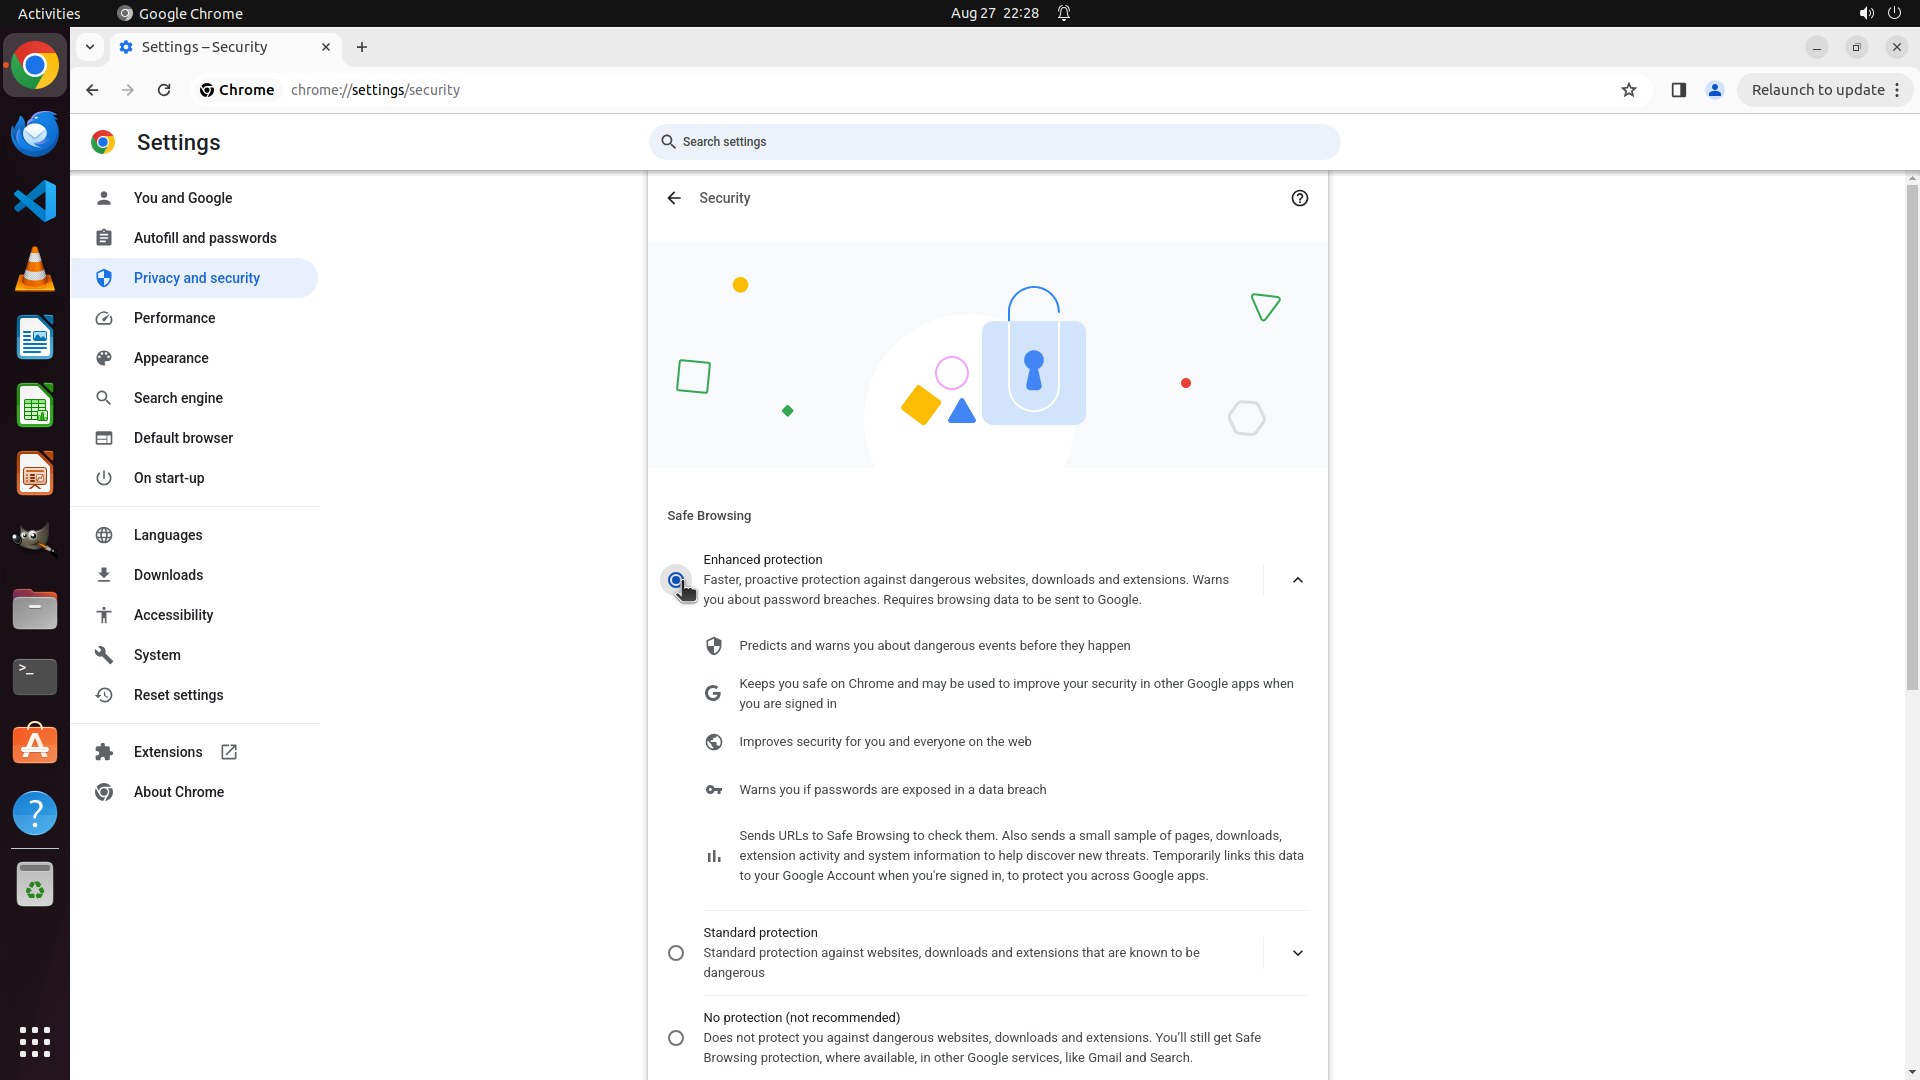 Activities
Google Chrome
Aug 27 22:28
Settings – Security
Chrome
chrome://settings/security
Relaunch to update
Settings
Search settings
You and Google
Autofill and passwords
Privacy and security
Performance
Appearance
Search engine
Default browser
On start-up
Languages
Downloads
Accessibility
System
Reset settings
Extensions
About Chrome
Security
Safe Browsing
Enhanced protection
Faster, proactive protection against dangerous websites, downloads and extensions. Warns
you about password breaches. Requires browsing data to be sent to Google.
Predicts and warns you about dangerous events before they happen
Keeps you safe on Chrome and may be used to improve your security in other Google apps when
you are signed in
Improves security for you and everyone on the web
Warns you if passwords are exposed in a data breach
Sends URLs to Safe Browsing to check them. Also sends a small sample of pages, downloads,
extension activity and system information to help discover new threats. Temporarily links this data
to your Google Account when you're signed in, to protect you across Google apps.
Standard protection
Standard protection against websites, downloads and extensions that are known to be
dangerous
No protection (not recommended)
Does not protect you against dangerous websites, downloads and extensions. You'll still get Safe
Browsing protection, where available, in other Google services, like Gmail and Search.